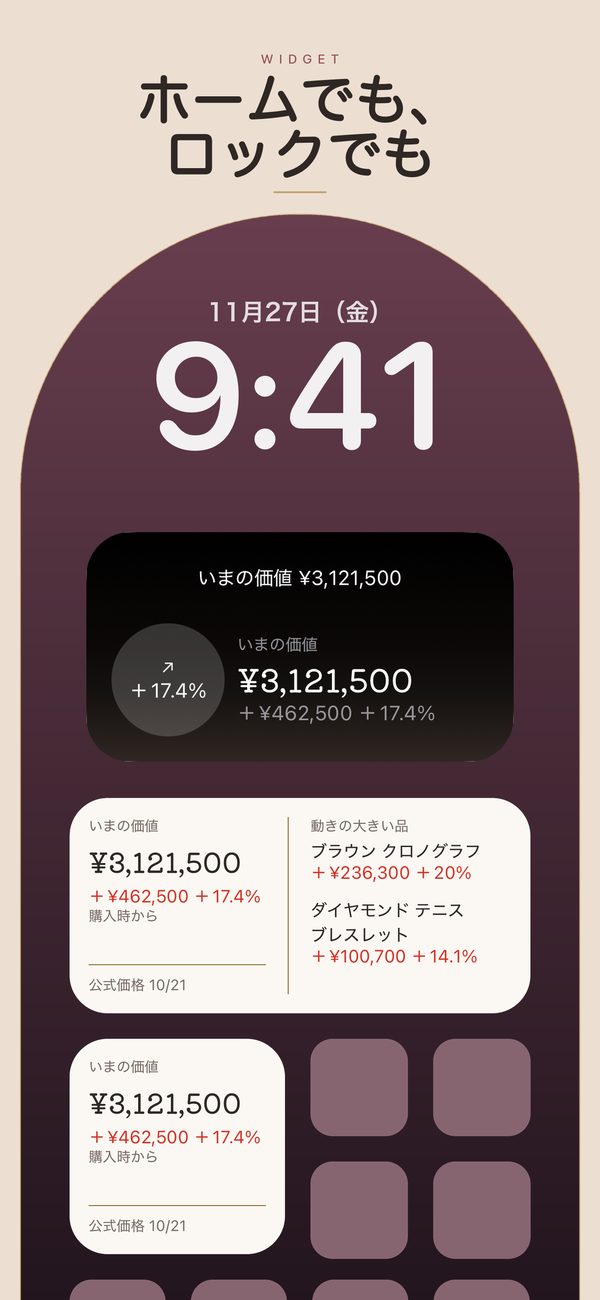 WIDGET
ホームでも、
ロックでも
11月27日（金）
9:41
いまの価値 ¥3,121,500
↗
+17.4%
いまの価値
¥3,121,500
+¥462,500 +17.4%
いまの価値
¥3,121,500
+¥462,500 +17.4%
購入時から
公式価格 10/21
動きの大きい品
ブラウン クロノグラフ
+¥236,300 +20%
ダイヤモンド テニス
ブレスレット
+¥100,700 +14.1%
いまの価値
¥3,121,500
+¥462,500 +17.4%
購入時から
公式価格 10/21